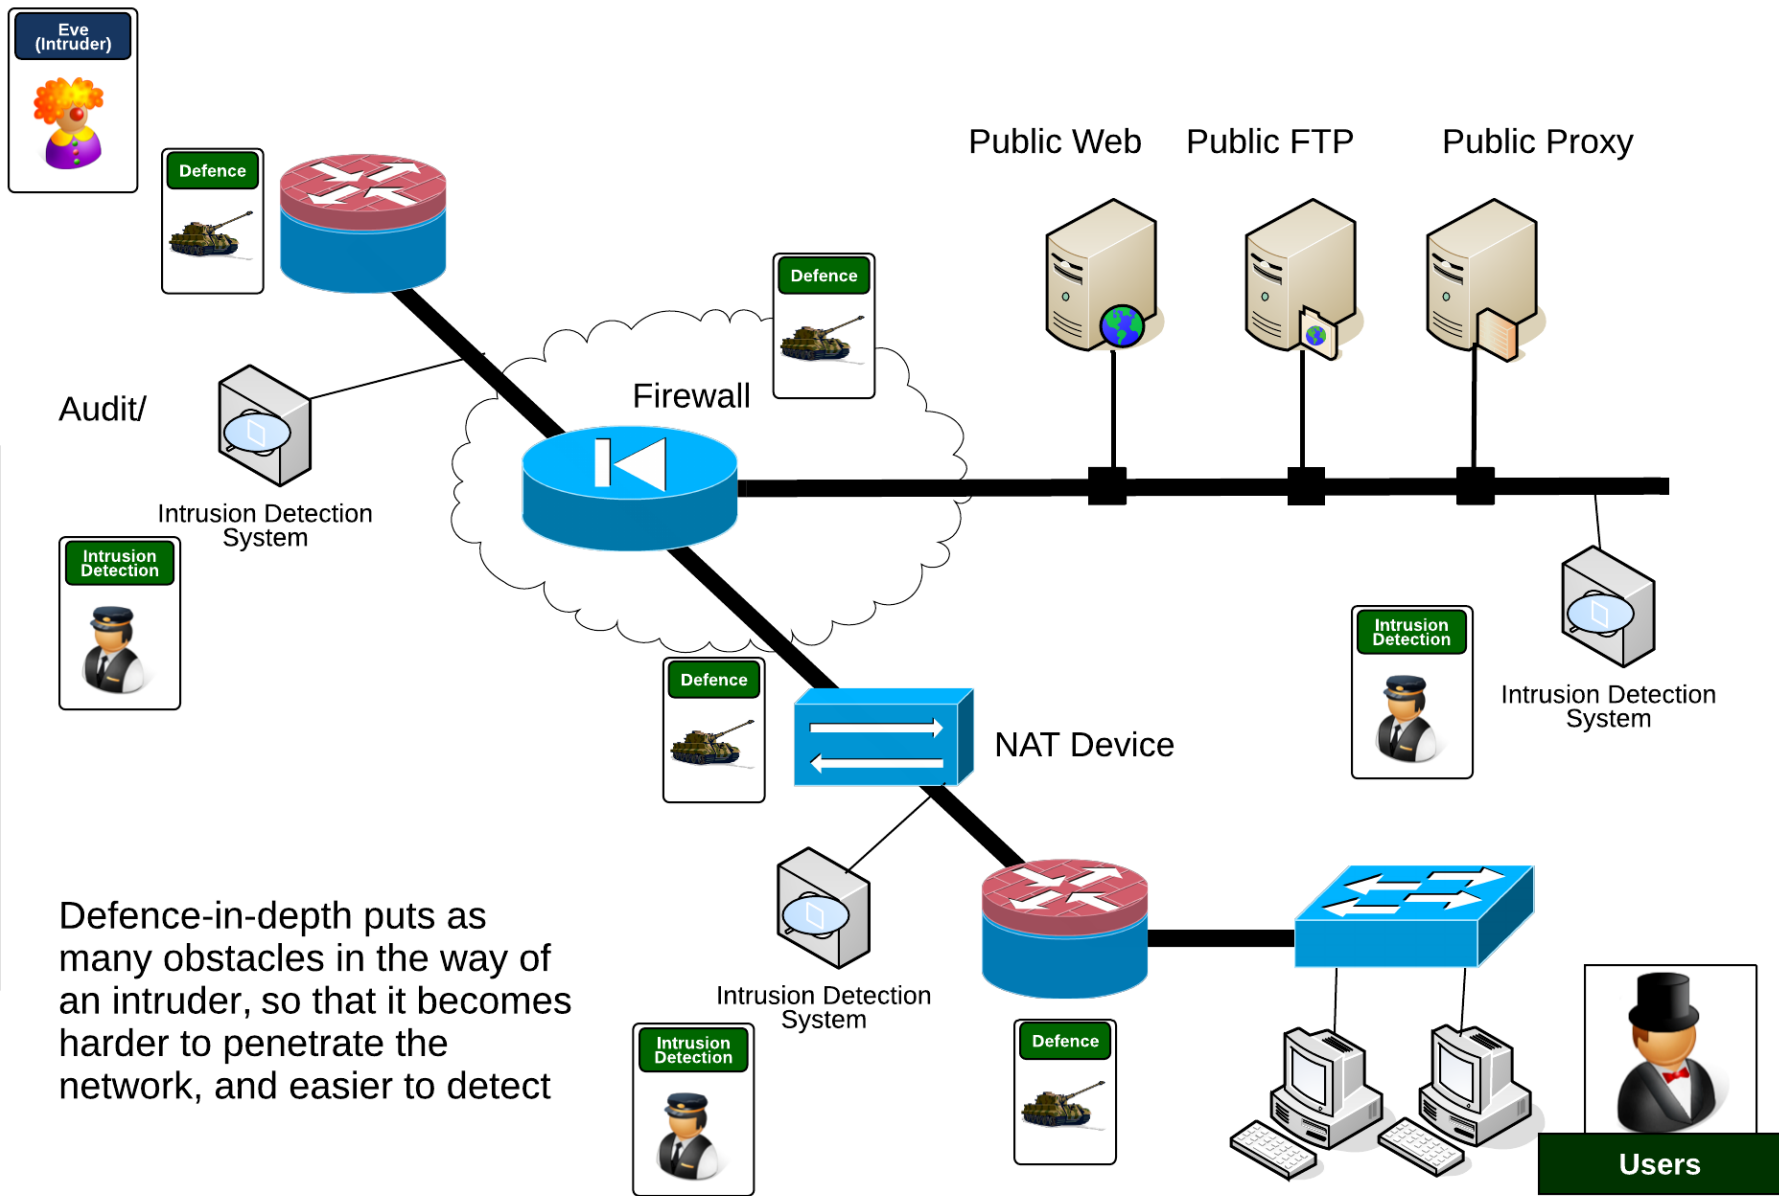 Eve
(Intruder)
Defence
Public Web
Public FTP
Public Proxy
Defence
Firewall
Audit/
Intrusion Detection
System
Intrusion
Detection
Intrusion
Detection
Intrusion Detection
System
Defence
NAT Device
Defence-in-depth puts as
many obstacles in the way of
an intruder, so that it becomes
harder to penetrate the
network, and easier to detect
Intrusion Detection
System
Intrusion
Detection
Defence
Users